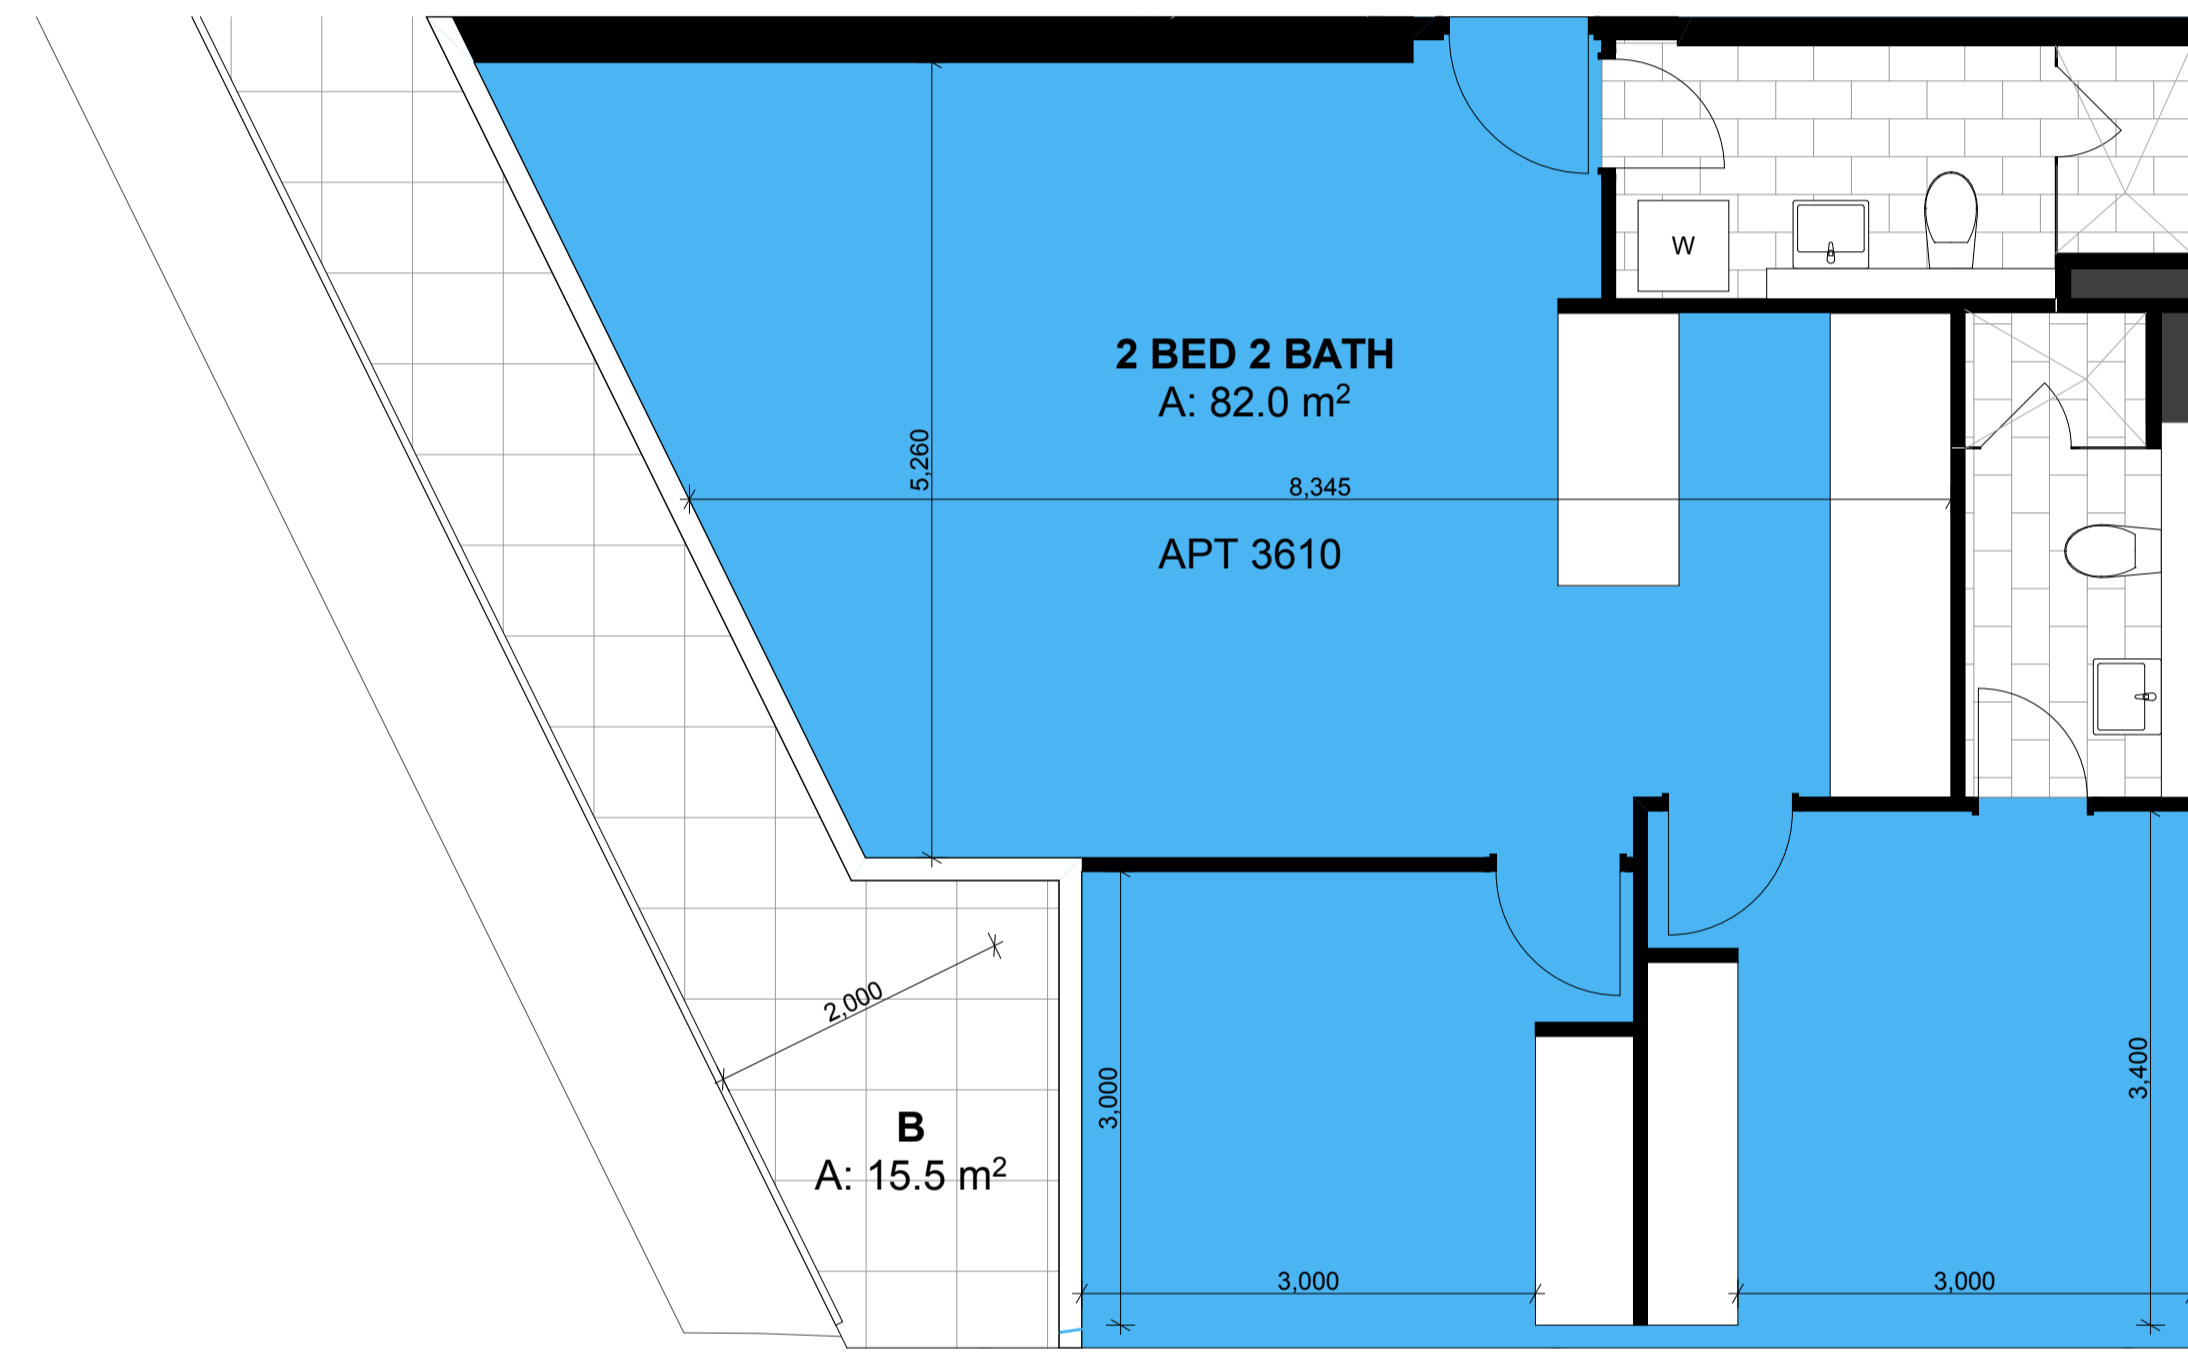 W
2 BED 2 BATH
A: 82.0 m²
5,260
8,345
APT 3610
2,000
B
A: 15.5 m²
3,000
3,000
3,400
3,000